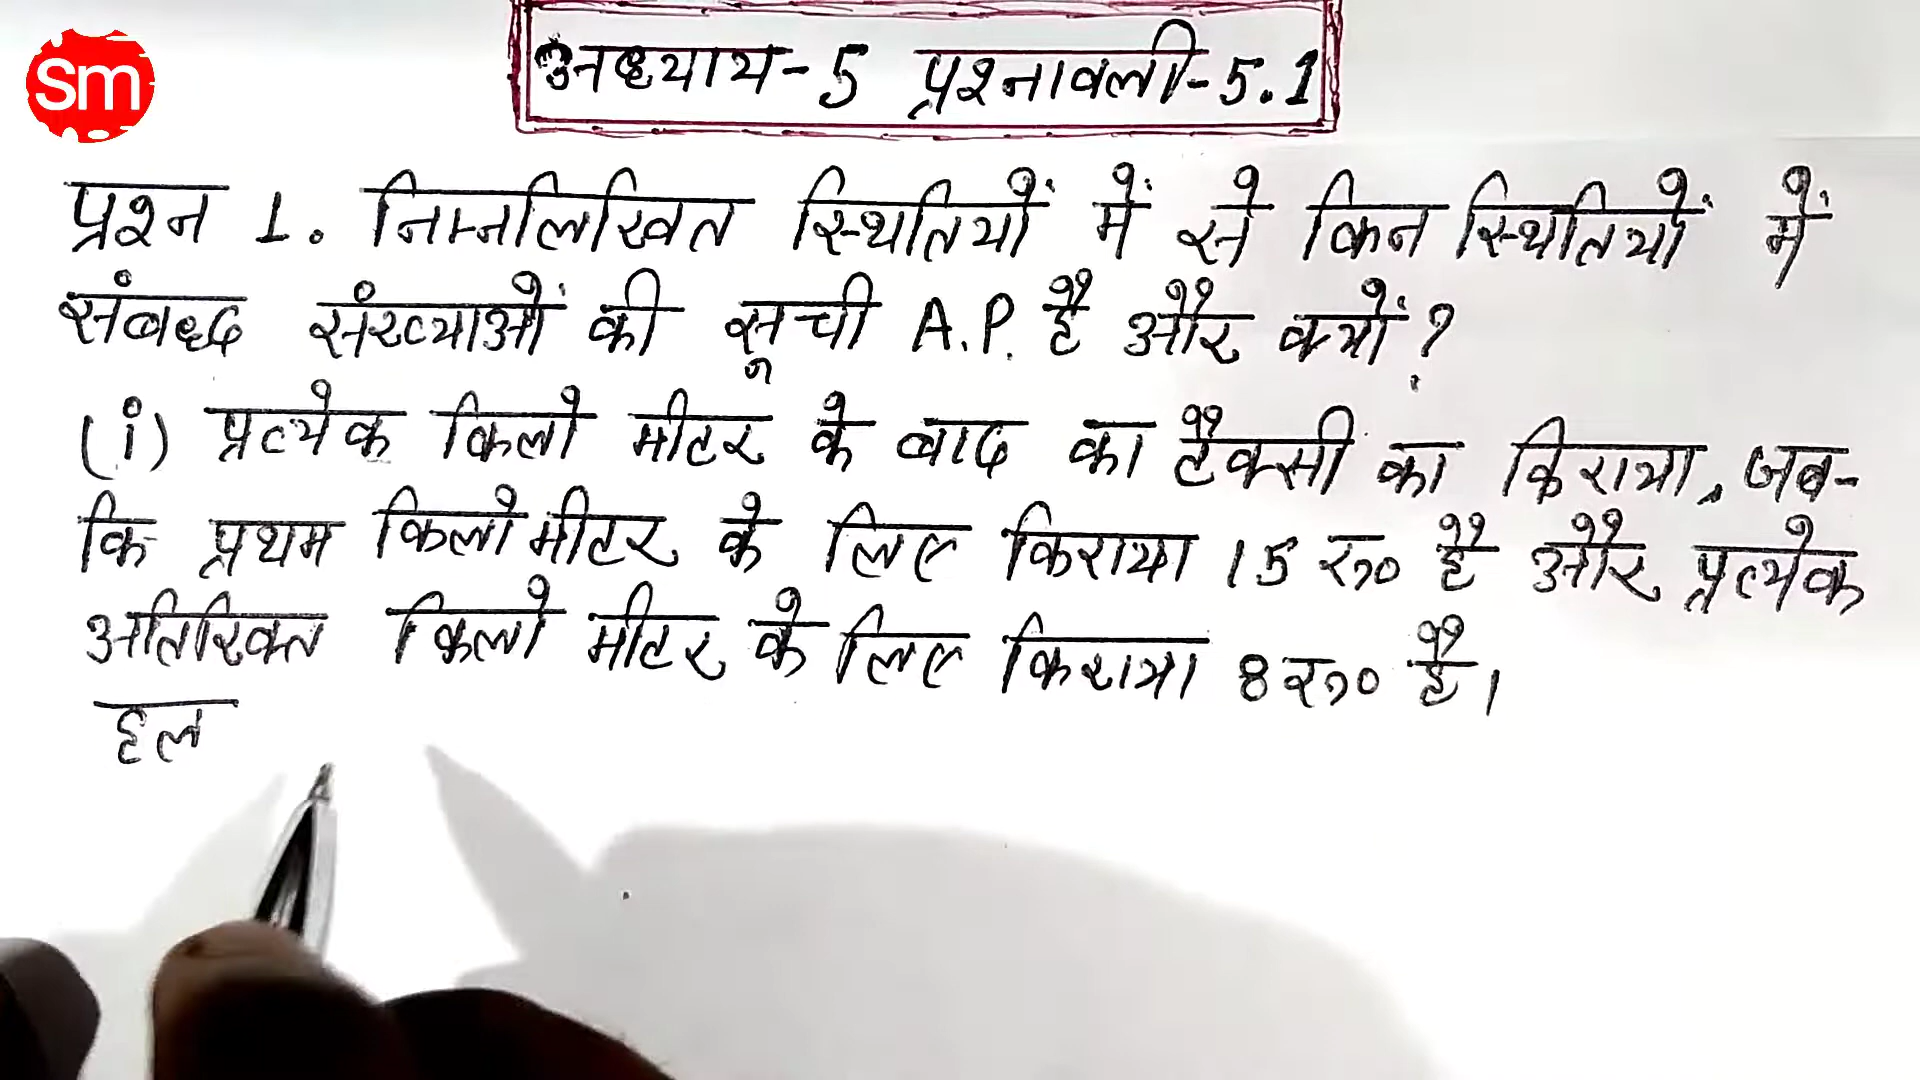 Sm
अध्याय-5 प्रश्नावली-5.1
प्रश्न 1. निम्नलिखित स्थितियों में से किन स्थितियों में
संबद्ध संख्याओं की सूची A.P. है और क्यों?
(i) प्रत्येक किलो मीटर के बाद का टैक्सी का किराया, जब-
कि प्रथम किलोमीटर के लिए किराया 15 रु० है और प्रत्येक
अतिरिक्त किलो मीटर के लिए किराया 8 रु० है।
हल